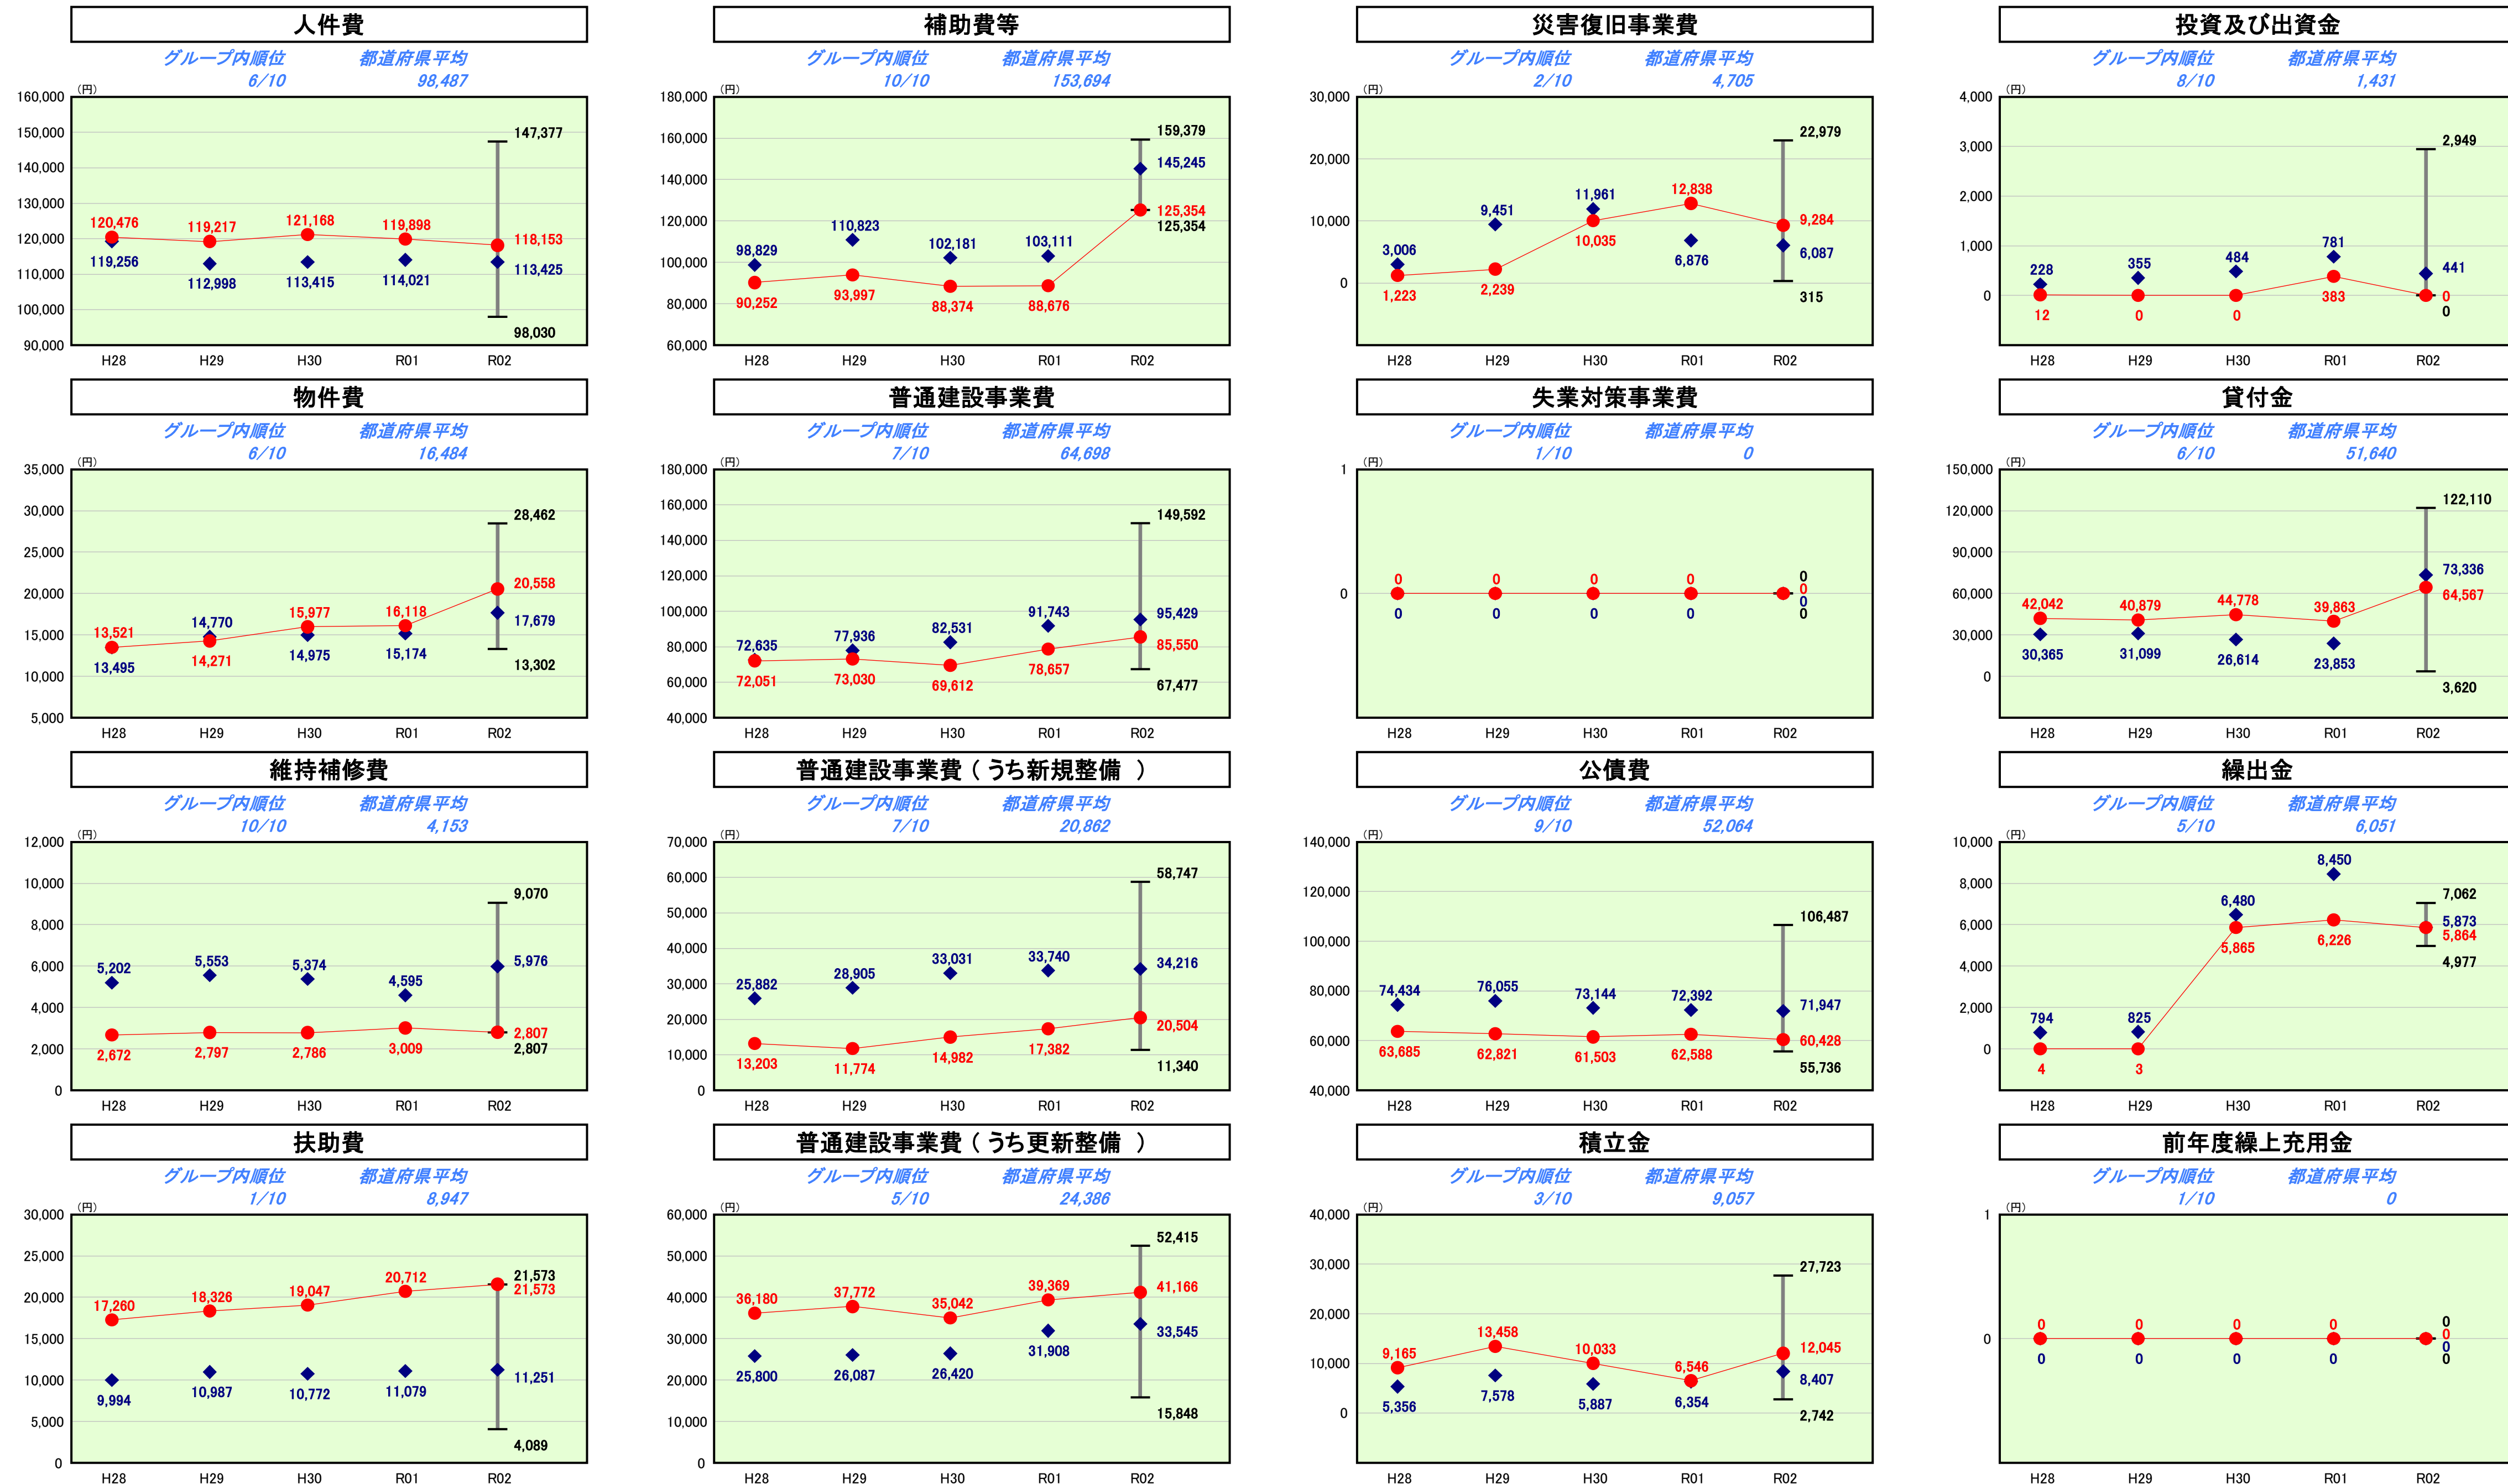 人件費
グループ内順位 都道府県平均
6/10 98,487
(円)
160,000
150,000
140,000
130,000
120,000
110,000
100,000
90,000
147,377
120,476 119,217 121,168 119,898 118,153
119,256 112,998 113,415 114,021 113,425
98,030
H28 H29 H30 R01 R02
補助費等
グループ内順位 都道府県平均
10/10 153,694
(円)
180,000
160,000
140,000
120,000
100,000
80,000
60,000
159,379
98,829 110,823 102,181 103,111 145,245
90,252 93,997 88,374 88,676 125,354
125,354
H28 H29 H30 R01 R02
災害復旧事業費
グループ内順位 都道府県平均
2/10 4,705
(円)
30,000
20,000
10,000
0
22,979
3,006 9,451 11,961 12,838 9,284
1,223 2,239 10,035 6,876 6,087
315
H28 H29 H30 R01 R02
投資及び出資金
グループ内順位 都道府県平均
8/10 1,431
(円)
4,000
3,000
2,000
1,000
0
2,949
228 355 484 781 441
12 0 0 383 0
0
H28 H29 H30 R01 R02
物件費
グループ内順位 都道府県平均
6/10 16,484
(円)
35,000
30,000
25,000
20,000
15,000
10,000
5,000
28,462
13,521 14,770 15,977 16,118 20,558
13,495 14,271 14,975 15,174 17,679
13,302
H28 H29 H30 R01 R02
普通建設事業費
グループ内順位 都道府県平均
7/10 64,698
(円)
180,000
160,000
140,000
120,000
100,000
80,000
60,000
40,000
149,592
72,635 77,936 82,531 91,743 95,429
72,051 73,030 69,612 78,657 85,550
67,477
H28 H29 H30 R01 R02
失業対策事業費
グループ内順位 都道府県平均
1/10 0
(円)
1
0
0
0 0 0 0 0
0 0 0 0 0
0
H28 H29 H30 R01 R02
貸付金
グループ内順位 都道府県平均
6/10 51,640
(円)
150,000
120,000
90,000
60,000
30,000
0
122,110
73,336
42,042 40,879 44,778 39,863 64,567
30,365 31,099 26,614 23,853
3,620
H28 H29 H30 R01 R02
維持補修費
グループ内順位 都道府県平均
10/10 4,153
(円)
12,000
10,000
8,000
6,000
4,000
2,000
0
9,070
5,202 5,553 5,374 4,595 5,976
2,672 2,797 2,786 3,009 2,807
2,807
H28 H29 H30 R01 R02
普通建設事業費(うち新規整備 )
グループ内順位 都道府県平均
7/10 20,862
(円)
70,000
60,000
50,000
40,000
30,000
20,000
10,000
0
58,747
25,882 28,905 33,031 33,740 34,216
13,203 11,774 14,982 17,382 20,504
11,340
H28 H29 H30 R01 R02
公債費
グループ内順位 都道府県平均
9/10 52,064
(円)
140,000
120,000
100,000
80,000
60,000
40,000
106,487
74,434 76,055 73,144 72,392 71,947
63,685 62,821 61,503 62,588 60,428
55,736
H28 H29 H30 R01 R02
繰出金
グループ内順位 都道府県平均
5/10 6,051
(円)
10,000
8,000
6,000
4,000
2,000
0
7,062
794 825 6,480 8,450 5,873
4 3 5,865 6,226 5,864
4,977
H28 H29 H30 R01 R02
扶助費
グループ内順位 都道府県平均
1/10 8,947
(円)
30,000
25,000
20,000
15,000
10,000
5,000
0
21,573
17,260 18,326 19,047 20,712 21,573
9,994 10,987 10,772 11,079 11,251
4,089
H28 H29 H30 R01 R02
普通建設事業費(うち更新整備 )
グループ内順位 都道府県平均
5/10 24,386
(円)
60,000
50,000
40,000
30,000
20,000
10,000
0
52,415
36,180 37,772 35,042 39,369 41,166
25,800 26,087 26,420 31,908 33,545
15,848
H28 H29 H30 R01 R02
積立金
グループ内順位 都道府県平均
3/10 9,057
(円)
40,000
30,000
20,000
10,000
0
27,723
9,165 13,458 10,033 6,546 12,045
5,356 7,578 5,887 6,354 8,407
2,742
H28 H29 H30 R01 R02
前年度繰上充用金
グループ内順位 都道府県平均
1/10 0
(円)
1
0
0
0 0 0 0 0
0 0 0 0 0
0
H28 H29 H30 R01 R02